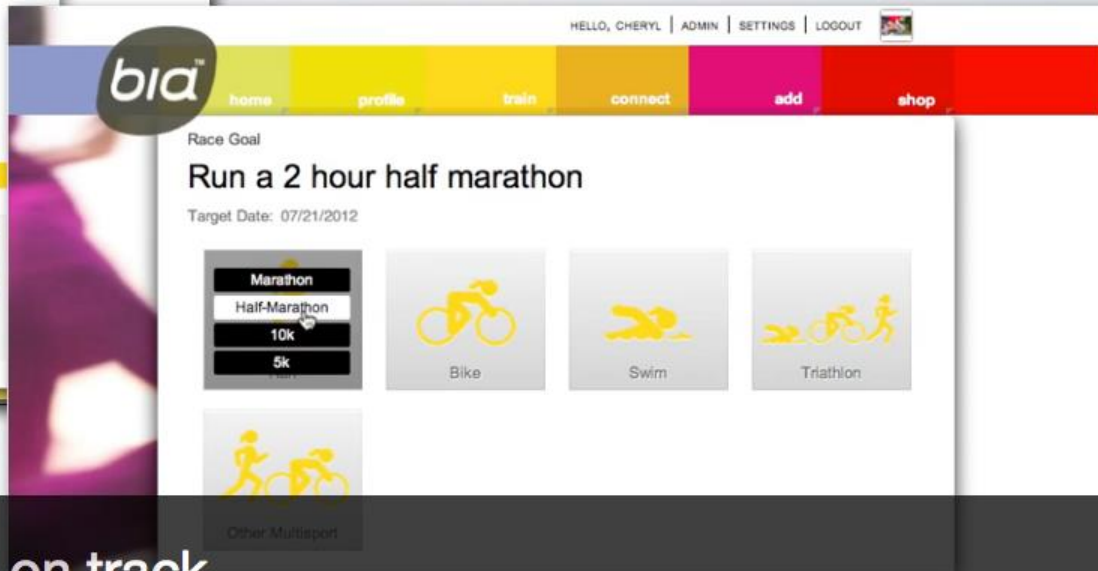 HELLO, CHERYL | ADMIN | SETTINGS | LOGOUT
bia™
home profile train connect add shop
Race Goal
Run a 2 hour half marathon
Target Date: 07/21/2012
Marathon
Half-Marathon
10k
5k
Bike Swim Triathlon
Other Multisport
on track